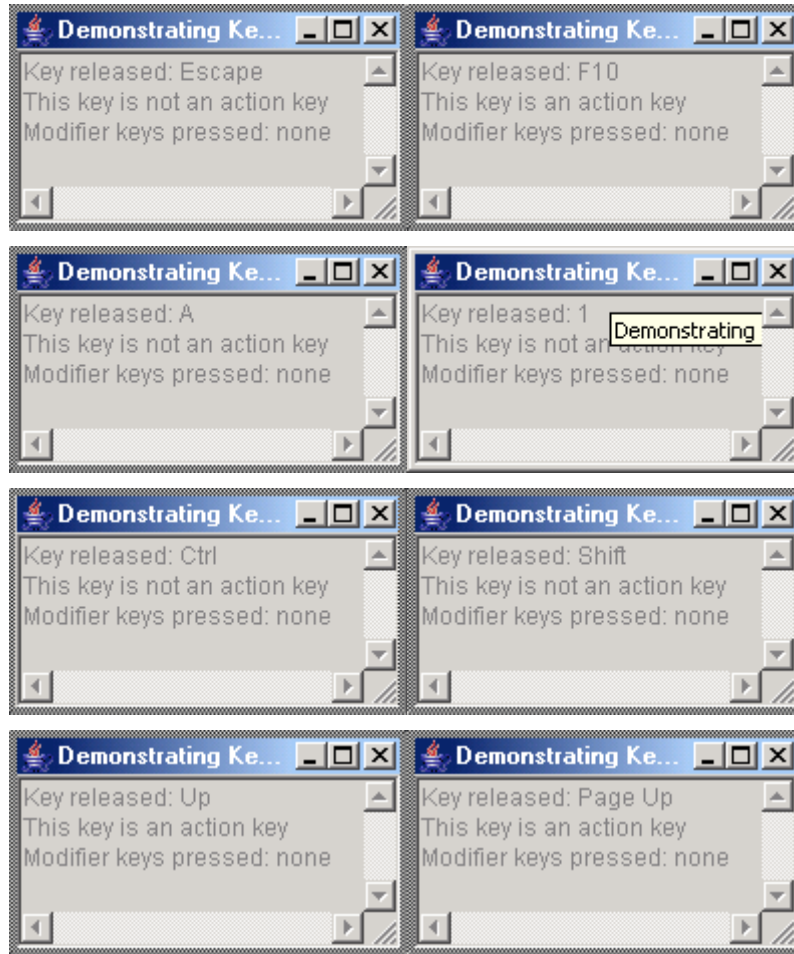 Demonstrating Ke...
Key released: Escape
This key is not an action key
Modifier keys pressed: none
Demonstrating Ke...
Key released: F10
This key is an action key
Modifier keys pressed: none
Demonstrating Ke...
Key released: A
This key is not an action key
Modifier keys pressed: none
Demonstrating Ke...
Key released: 1
Demonstrating
This key is not an action key
Modifier keys pressed: none
Demonstrating Ke...
Key released: Ctrl
This key is not an action key
Modifier keys pressed: none
Demonstrating Ke...
Key released: Shift
This key is not an action key
Modifier keys pressed: none
Demonstrating Ke...
Key released: Up
This key is an action key
Modifier keys pressed: none
Demonstrating Ke...
Key released: Page Up
This key is an action key
Modifier keys pressed: none